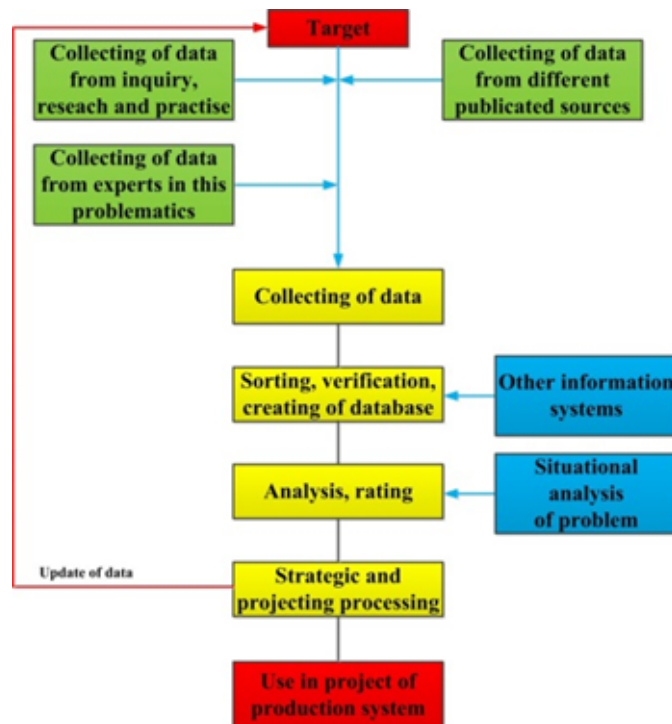 Target
Collecting of data
from inquiry,
reseach and practise
Collecting of data
from different
publicated sources
Collecting of data
from experts in this
problematics
Collecting of data
Sorting, verification,
creating of database
Other information
systems
Analysis, rating
Situational
analysis
of problem
Update of data
Strategic and
projecting processing
Use in project of
production system